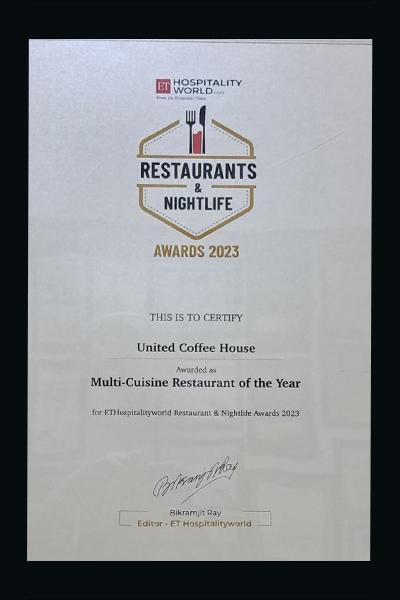 ET HOSPITALITY
WORLD.com
From The Economic Times
RESTAURANTS
&
NIGHTLIFE
AWARDS 2023
THIS IS TO CERTIFY
United Coffee House
Awarded as
Multi-Cuisine Restaurant of the Year
for ETHospitalityworld Restaurant & Nightlife Awards 2023
Bikramjit Ray
Bikramjit Ray
Editor - ET Hospitalityworld